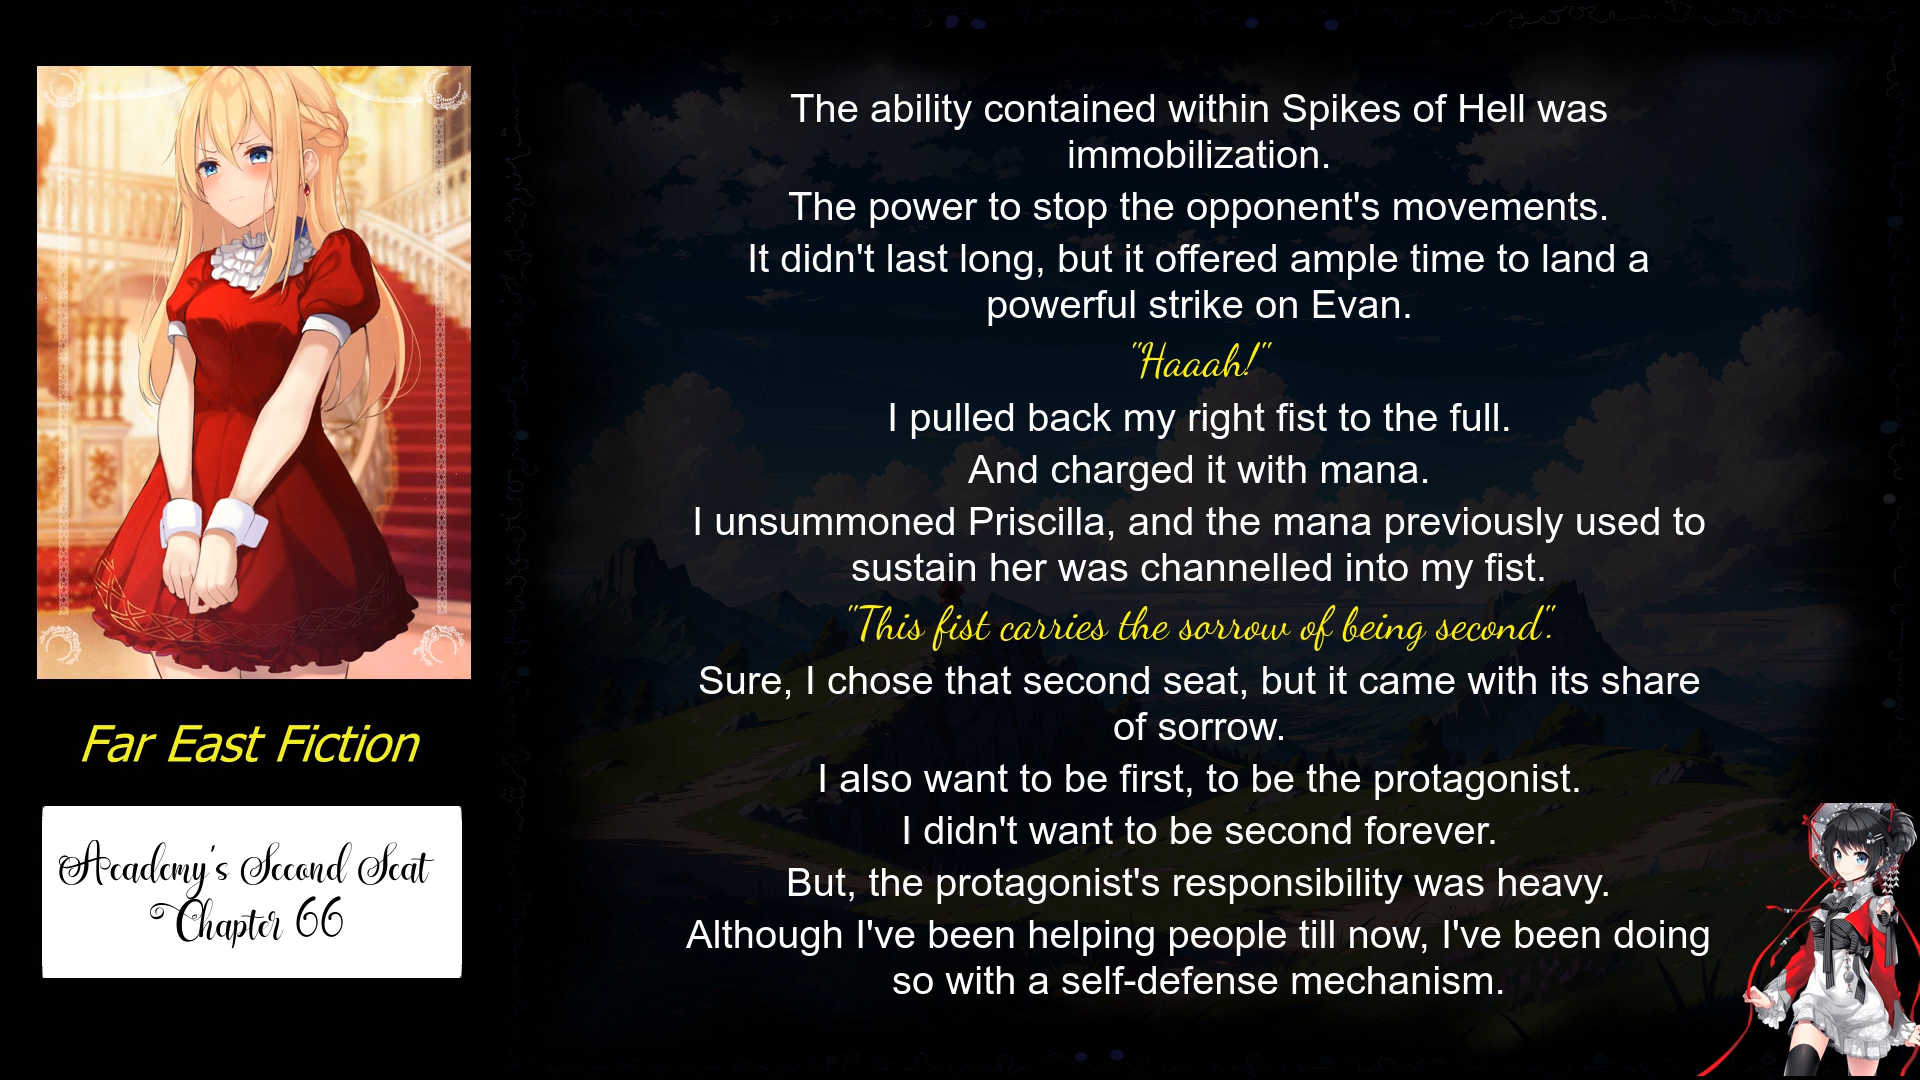 The ability contained within Spikes of Hell was
immobilization.
The power to stop the opponent's movements.
It didn't last long, but it offered ample time to land a
powerful strike on Evan.
"Haaah!"
I pulled back my right fist to the full.
And charged it with mana.
I unsummoned Priscilla, and the mana previously used to
sustain her was channelled into my fist.
"This fist carries the sorrow of being second".
Sure, I chose that second seat, but it came with its share
of sorrow.
I also want to be first, to be the protagonist.
I didn't want to be second forever.
But, the protagonist's responsibility was heavy.
Although I've been helping people till now, I've been doing
so with a self-defense mechanism.
Far East Fiction
Academy's Second Seat
Chapter 66